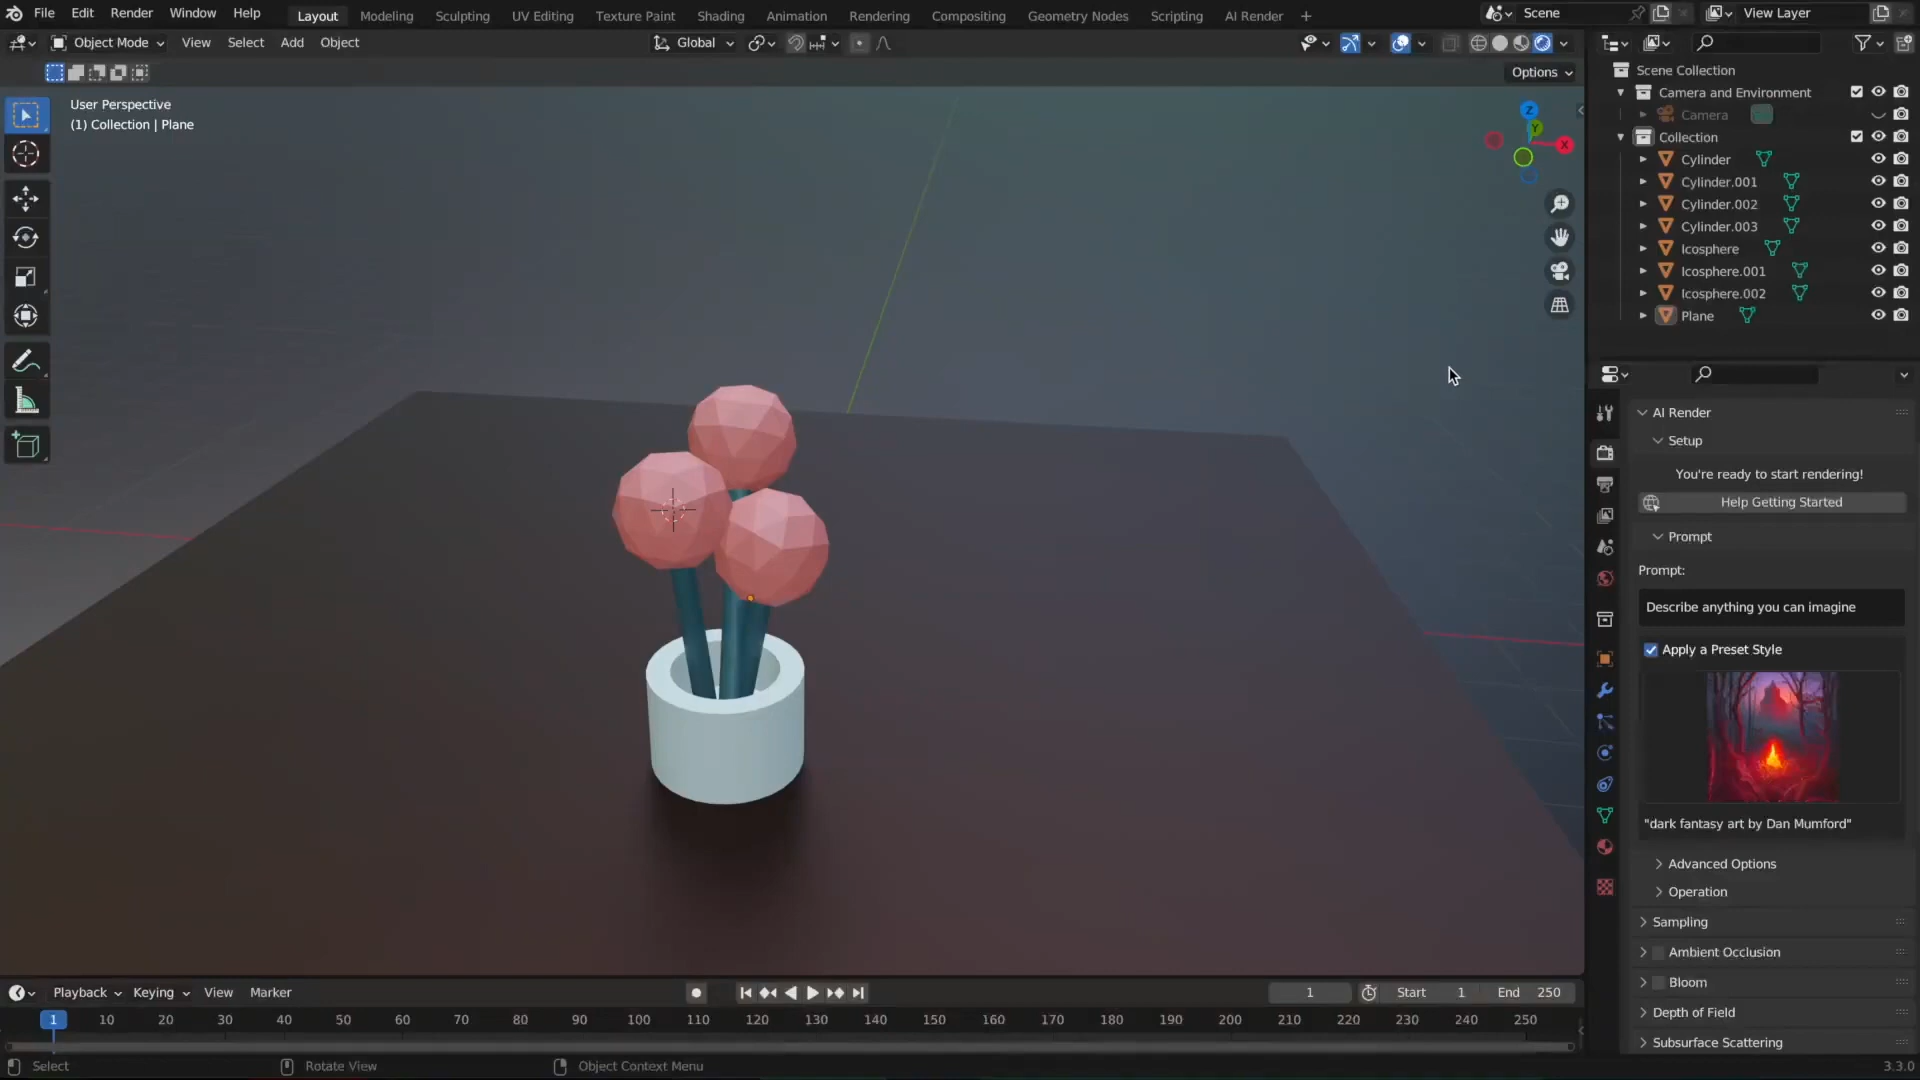 File Edit Render Window Help Layout Modeling Sculpting UV Editing Texture Paint Shading Animation Rendering Compositing Geometry Nodes Scripting AI Render + Scene View Layer
Object Mode View Select Add Object Global
Options
User Perspective
(1) Collection | Plane
Z
Y
X
Scene Collection
Camera and Environment
Camera
Collection
Cylinder
Cylinder.001
Cylinder.002
Cylinder.003
Icosphere
Icosphere.001
Icosphere.002
Plane
AI Render
Setup
You're ready to start rendering!
Help Getting Started
Prompt
Prompt:
Describe anything you can imagine
Apply a Preset Style
"dark fantasy art by Dan Mumford"
Advanced Options
Operation
Sampling
Ambient Occlusion
Bloom
Depth of Field
Subsurface Scattering
Playback Keying View Marker 1 Start 1 End 250
1 10 20 30 40 50 60 70 80 90 100 110 120 130 140 150 160 170 180 190 200 210 220 230 240 250
Select Rotate View Object Context Menu 3.3.0